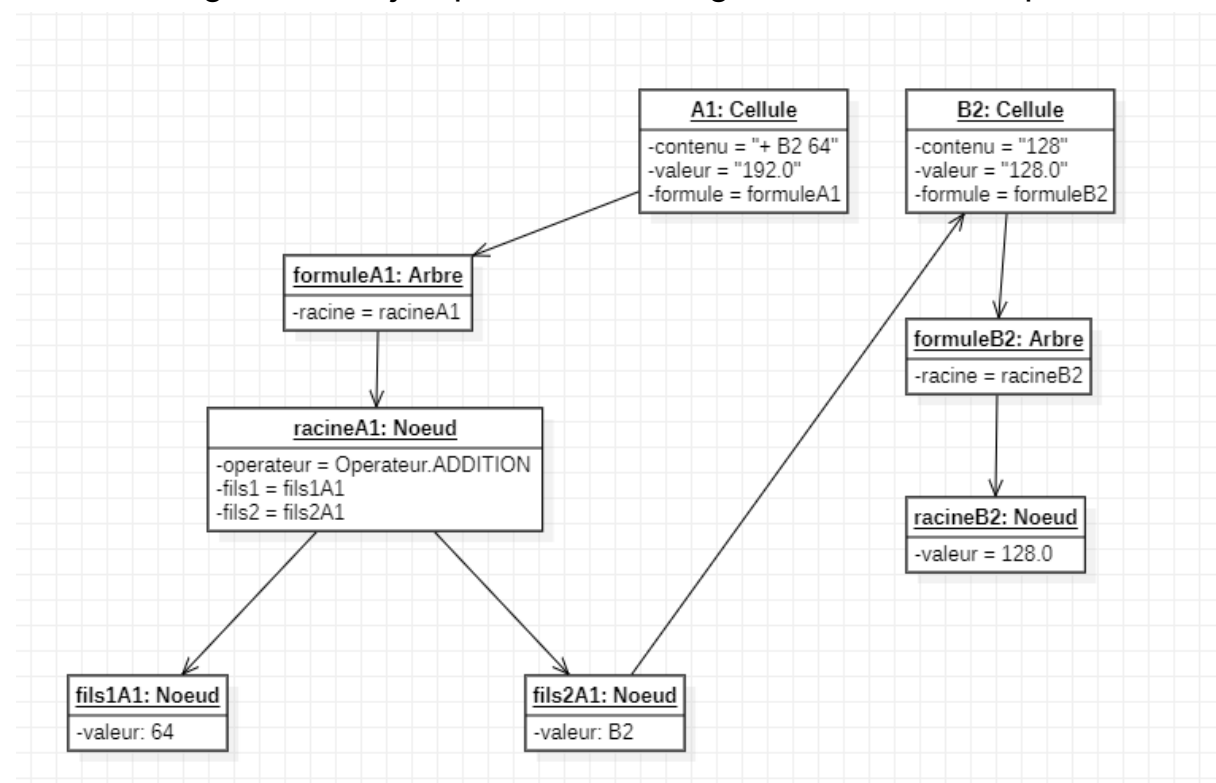 A1: Cellule
-contenu = "+ B2 64"
-valeur = "192.0"
-formule = formuleA1
B2: Cellule
-contenu = "128"
-valeur = "128.0"
-formule = formuleB2
formuleA1: Arbre
-racine = racineA1
formuleB2: Arbre
-racine = racineB2
racineA1: Noeud
-operateur = Operateur.ADDITION
-fils1 = fils1A1
-fils2 = fils2A1
racineB2: Noeud
-valeur = 128.0
fils1A1: Noeud
-valeur: 64
fils2A1: Noeud
-valeur: B2